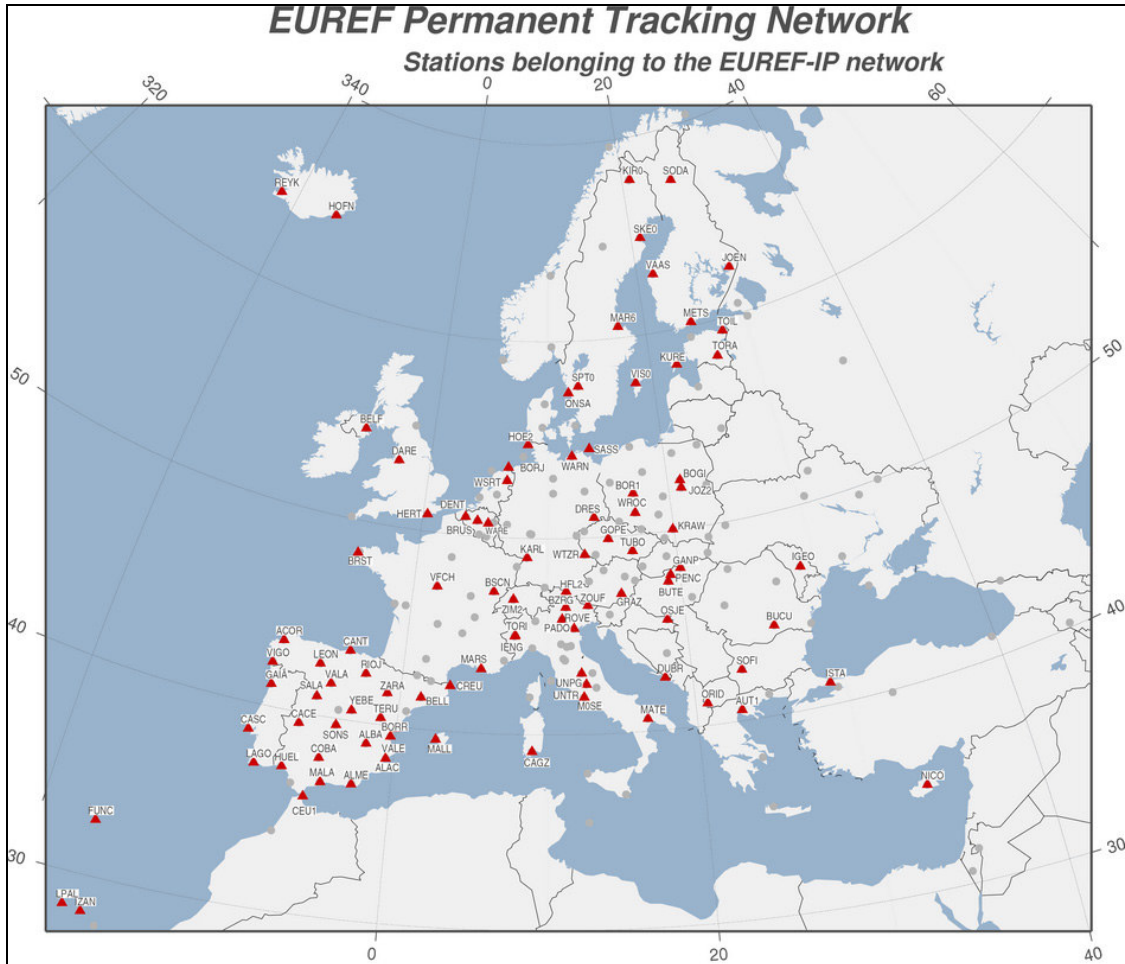 EUREF Permanent Tracking Network
Stations belonging to the EUREF-IP network
320
340
0
20
40
60
KIR0 SODA
REYK
HOFN
SKE0
VAAS JOEN
MAR6 METS TOIL
50
TORA
50
KURE
SPT0 VIS0
ONSA
BELF
HOE2
DARE SASS
BORJ WARN
WSRT BOGI
BOR1 JOZ2
HERT DENT DRES WROC
BRUS WARE GOPE KRAW
KARL WTZR TUBO
BRST GANP IGEO
VFCH BSCN HFL2 PENC
BUTE
ZIM2 BZRG ZOUF GRAZ
40
OSJE BUCU
40
ACOR TORI ROVE
PADO
CANT IENG
VIGO LEON MARS
GAIA RIOJ DUBR SOFI
SALA VALA ZARA CREU UNPG ISTA
YEBE BELL UNTR
M0SE ORID AUT1
CASC CACE TERU MATE
SONS BORR
LAGO HUEL COBA ALBA VALE MALL CAGZ
MALA ALME ALAC NICO
CEU1
FUNC
30
30
LPAL
IZAN
0
20
40